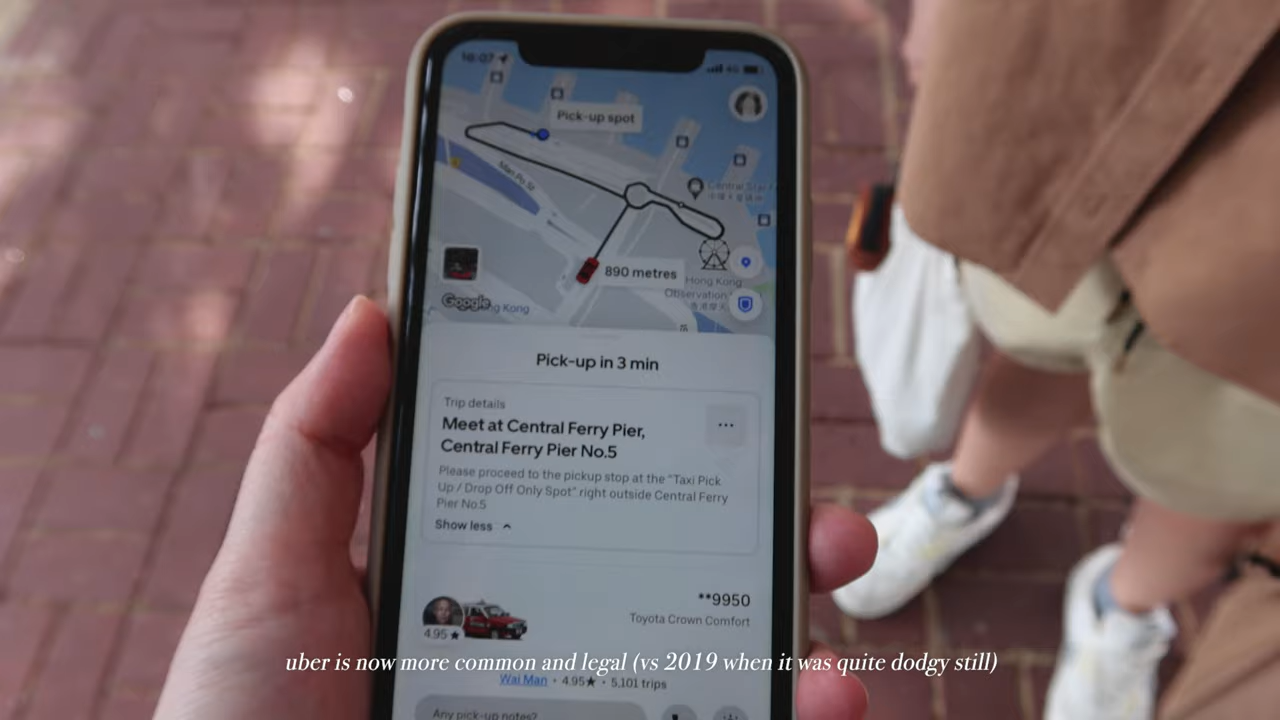 16:07
4G
Pick-up spot
Man Po St
890 metres
Hong Kong
Observation
Google
Pick-up in 3 min
Trip details
Meet at Central Ferry Pier,
Central Ferry Pier No.5
Please proceed to the pickup stop at the “Taxi Pick
Up / Drop Off Only Spot” right outside Central Ferry
Pier No.5
Show less
**9950
Toyota Crown Comfort
4.95 ★
uber is now more common and legal (vs 2019 when it was quite dodgy still)
Wai Man • 4.95★ • 5,101 trips
Any pick-up notes?